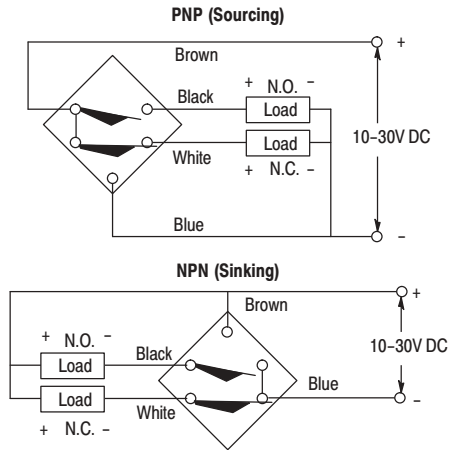 PNP (Sourcing)
+
Brown
+ N.O. −
Black
Load
10–30V DC
Load
White
+ N.C. −
Blue
−
NPN (Sinking)
+
Brown
+ N.O. −
Black
10–30V DC
Load
Blue
Load
White
−
+ N.C. −